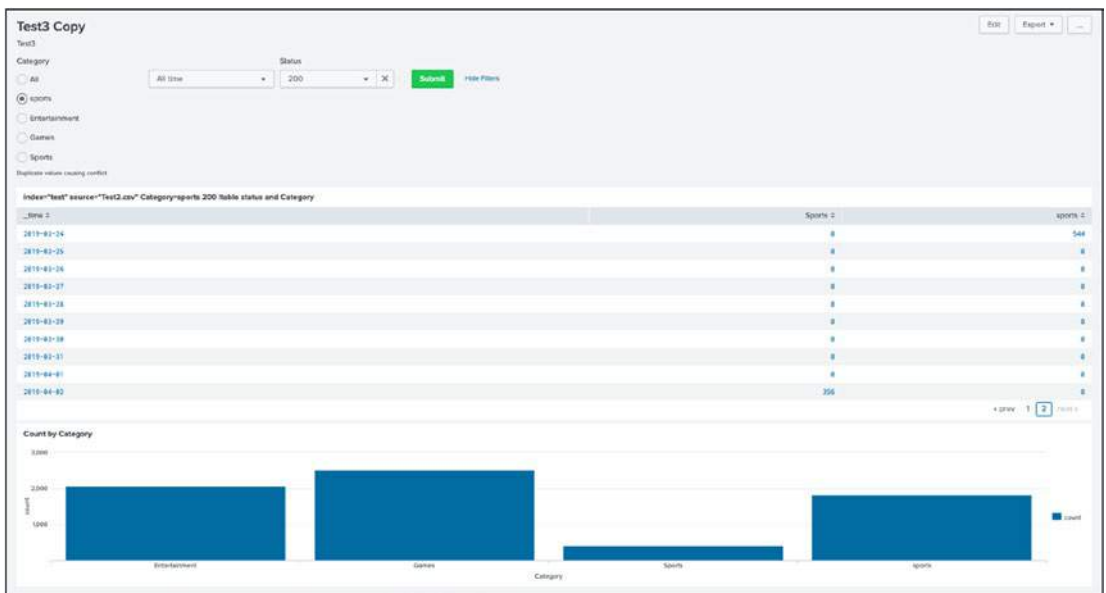 Test3 Copy
Edit Export ...
Test3
Category Status
All All time 200 Submit Hide Filters
sports
Entertainment
Games
Sports
Duplicate values causing conflict
index="test" source="Test2.csv" Category=sports 200 |table status and Category
_time Sports sports
2019-03-24 0 544
2019-03-25 0 0
2019-03-26 0 0
2019-03-27 0 0
2019-03-28 0 0
2019-03-29 0 0
2019-03-30 0 0
2019-03-31 0 0
2019-04-01 0 0
2019-04-02 356 0
« prev 1 2 next »
Count by Category
3,000
2,000
1,000
count
Entertainment Games Sports sports
Category
count